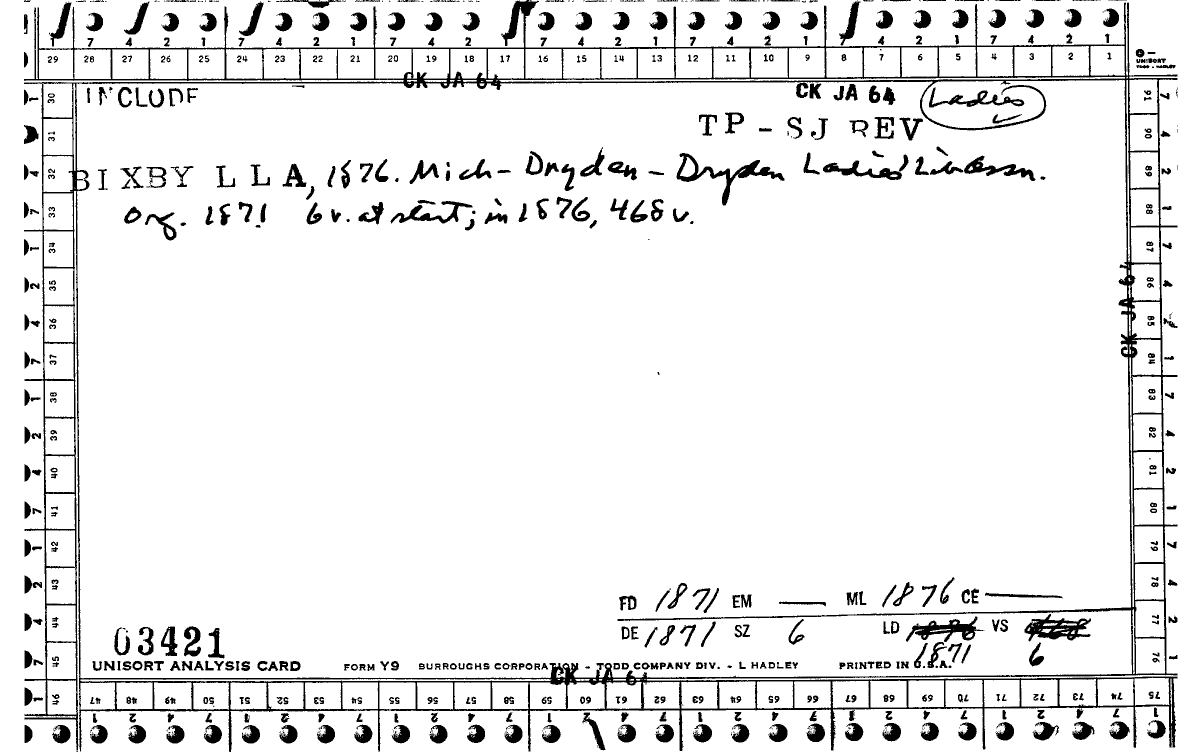 7 4 2 1 7 4 2 1 7 4 2 1 7 4 2 1 7 4 2 1 7 4 2 1 7 4 2 1
29 28 27 26 25 24 23 22 21 20 19 18 17 16 15 14 13 12 11 10 9 8 7 6 5 4 3 2 1
UNISORT
TODD - HADLEY
CK JA 64
INCLUDE
CK JA 64 Ladies
TP - SJ REV
BIXBY LLA, 1876. Mich - Dryden - Dryden Ladies' Lib Assn.
Org. 1871 6 v. at start; in 1876, 468 v.
CK JA 64
FD 1871 EM — ML 1876 CE —
DE 1871 SZ 6 LD 1876 VS 468
1871 6
03421
UNISORT ANALYSIS CARD FORM Y9 BURROUGHS CORPORATION - TODD COMPANY DIV. - L HADLEY PRINTED IN U.S.A.
CK JA 64
30 31 32 33 34 35 36 37 38 39 40 41 42 43 44 45 46
91 90 89 88 87 86 85 84 83 82 81 80 79 78 77 76
47 48 49 50 51 52 53 54 55 56 57 58 59 60 61 62 63 64 65 66 67 68 69 70 71 72 73 74 75